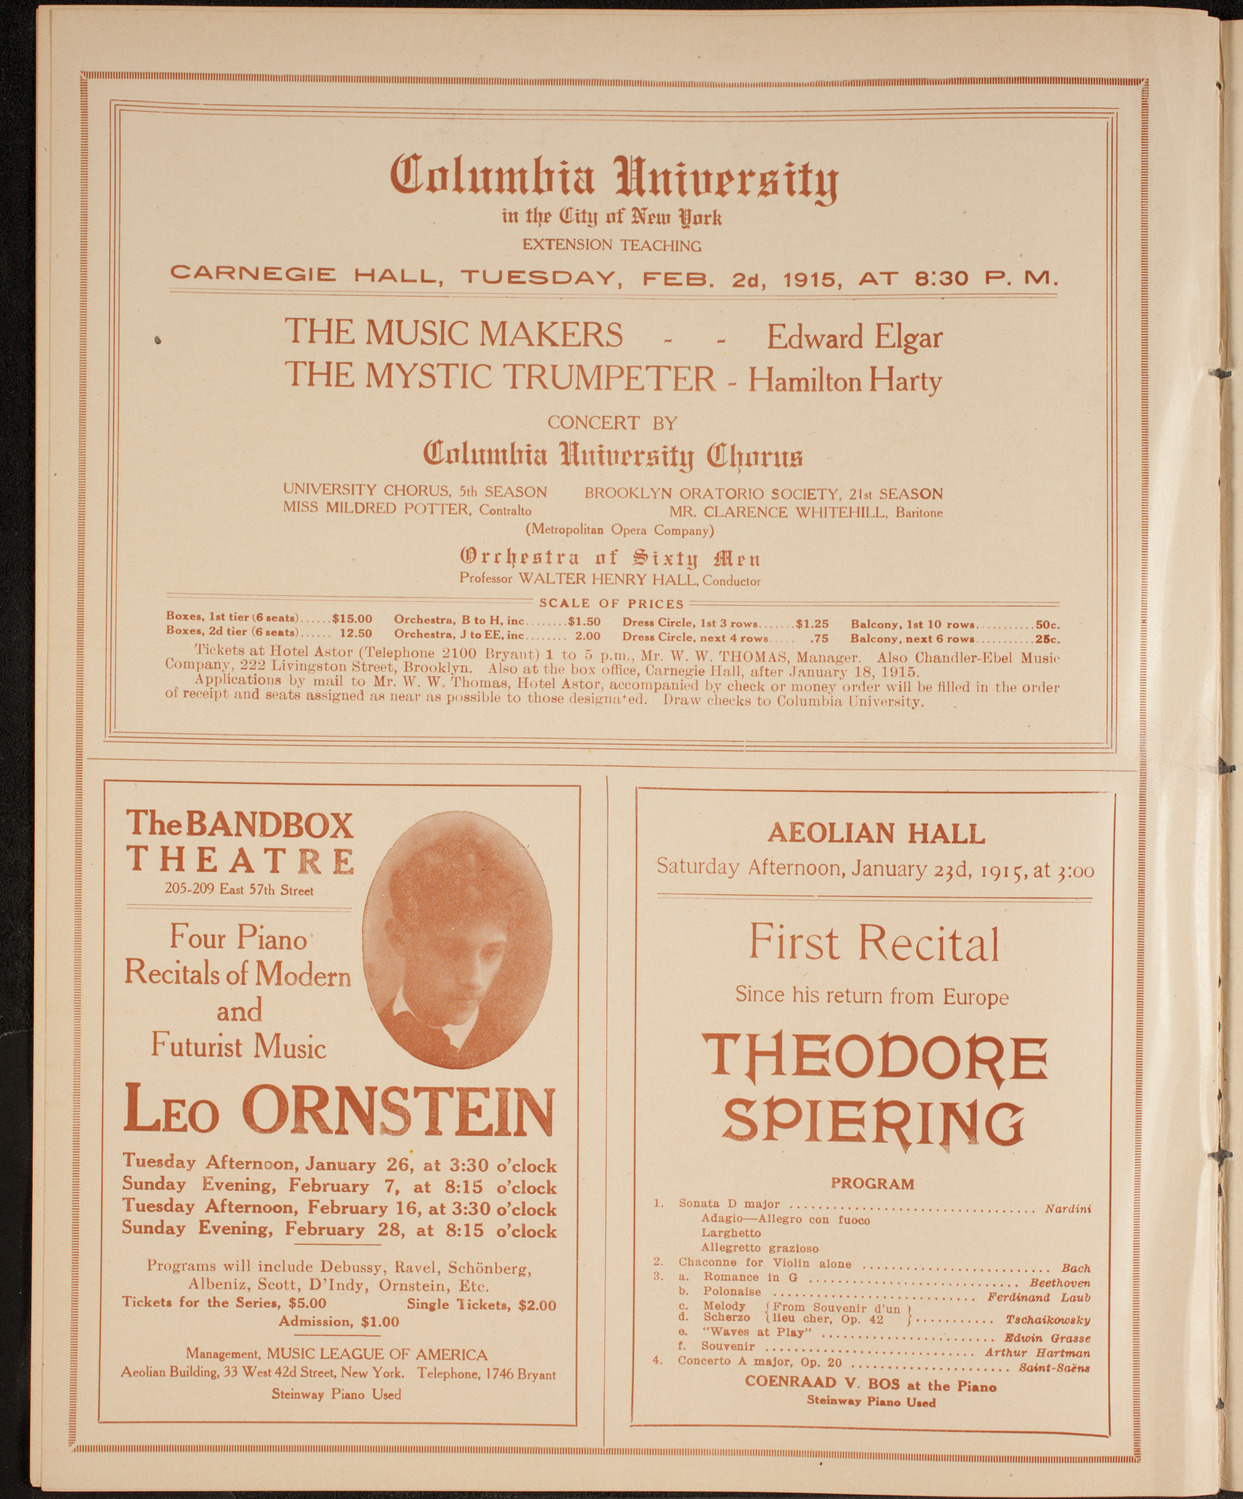 Columbia University
in the City of New York
EXTENSION TEACHING
CARNEGIE HALL, TUESDAY, FEB. 2d, 1915, AT 8:30 P. M.
THE MUSIC MAKERS - - Edward Elgar
THE MYSTIC TRUMPETER - Hamilton Harty
CONCERT BY
Columbia University Chorus
UNIVERSITY CHORUS, 5th SEASON BROOKLYN ORATORIO SOCIETY, 21st SEASON
MISS MILDRED POTTER, Contralto MR. CLARENCE WHITEHILL, Baritone
(Metropolitan Opera Company)
Orchestra of Sixty Men
Professor WALTER HENRY HALL, Conductor
SCALE OF PRICES
Boxes, 1st tier (6 seats)......$15.00 Orchestra, B to H, inc........$1.50 Dress Circle, 1st 3 rows.......$1.25 Balcony, 1st 10 rows..........50c.
Boxes, 2d tier (6 seats)...... 12.50 Orchestra, J to EE, inc........ 2.00 Dress Circle, next 4 rows..... .75 Balcony, next 6 rows..........25c.
Tickets at Hotel Astor (Telephone 2100 Bryant) 1 to 5 p.m., Mr. W. W. THOMAS, Manager. Also Chandler-Ebel Music
Company, 222 Livingston Street, Brooklyn. Also at the box office, Carnegie Hall, after January 18, 1915.
Applications by mail to Mr. W. W. Thomas, Hotel Astor, accompanied by check or money order will be filled in the order
of receipt and seats assigned as near as possible to those designated. Draw checks to Columbia University.
The BANDBOX
THEATRE
205-209 East 57th Street
Four Piano
Recitals of Modern
and
Futurist Music
LEO ORNSTEIN
Tuesday Afternoon, January 26, at 3:30 o'clock
Sunday Evening, February 7, at 8:15 o'clock
Tuesday Afternoon, February 16, at 3:30 o'clock
Sunday Evening, February 28, at 8:15 o'clock
Programs will include Debussy, Ravel, Schönberg,
Albeniz, Scott, D'Indy, Ornstein, Etc.
Tickets for the Series, $5.00 Single Tickets, $2.00
Admission, $1.00
Management, MUSIC LEAGUE OF AMERICA
Aeolian Building, 33 West 42d Street, New York. Telephone, 1746 Bryant
Steinway Piano Used
AEOLIAN HALL
Saturday Afternoon, January 23d, 1915, at 3:00
First Recital
Since his return from Europe
THEODORE
SPIERING
PROGRAM
1. Sonata D major .................................. Nardini
Adagio—Allegro con fuoco
Larghetto
Allegretto grazioso
2. Chaconne for Violin alone .............................. Bach
3. a. Romance in G ............................. Beethoven
b. Polonaise ............................ Ferdinand Laub
c. Melody {From Souvenir d'un }
d. Scherzo {lieu cher, Op. 42 }........... Tschaikowsky
e. "Waves at Play" ........................ Edwin Grasse
f. Souvenir ............................. Arthur Hartman
4. Concerto A major, Op. 20 ...................... Saint-Saëns
COENRAAD V. BOS at the Piano
Steinway Piano Used